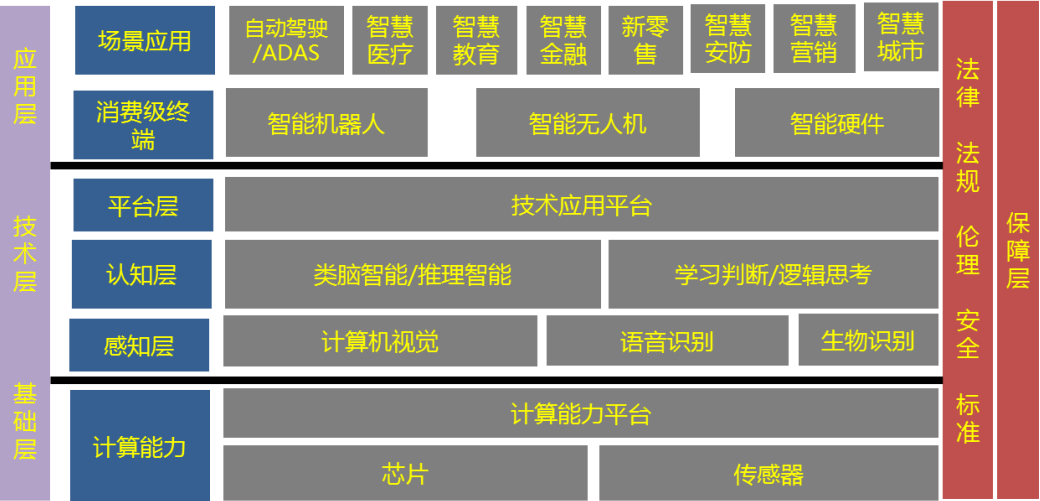 应用层
场景应用
自动驾驶
/ADAS
智慧
医疗
智慧
教育
智慧
金融
新零
售
智慧
安防
智慧
营销
智慧
城市
消费级终
端
智能机器人
智能无人机
智能硬件
技术层
平台层
技术应用平台
认知层
类脑智能/推理智能
学习判断/逻辑思考
感知层
计算机视觉
语音识别
生物识别
基础层
计算能力
计算能力平台
芯片
传感器
法律
法规
伦理
安全
标准
保障层